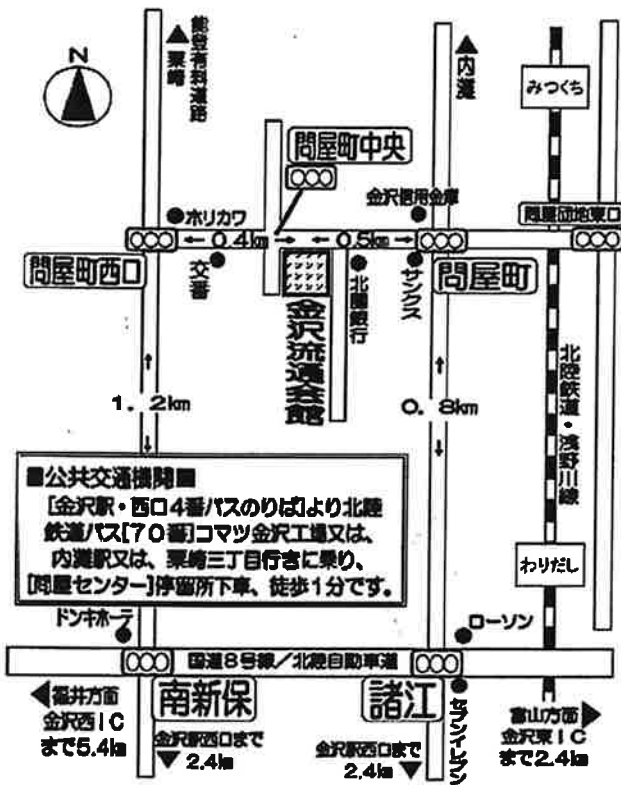 N
▲粟崎
能登有料道路
▲内灘
みつくち
問屋町中央
ホリカワ
金沢信用金庫
問屋団地東口
← 0.4km → ← 0.5km →
問屋町西口
交番
金沢流通会館
北陸銀行
サンクス
問屋町
北陸鉄道・浅野川線
1.2km
0.8km
■公共交通機関■
[金沢駅・西口4番バスのりば]より北陸
鉄道バス[70番]コマツ金沢工場又は、
内灘駅又は、粟崎三丁目行きに乗り、
[問屋センター]停留所下車、徒歩1分です。
わりだし
ドンキホーテ
ローソン
国道8号線/北陸自動車道
◀福井方面
金沢西IC
まで5.4km
南新保
諸江
セブンイレブン
富山方面▶
金沢東IC
まで2.4km
金沢駅西口まで
▼2.4km
金沢駅西口まで
2.4km▼